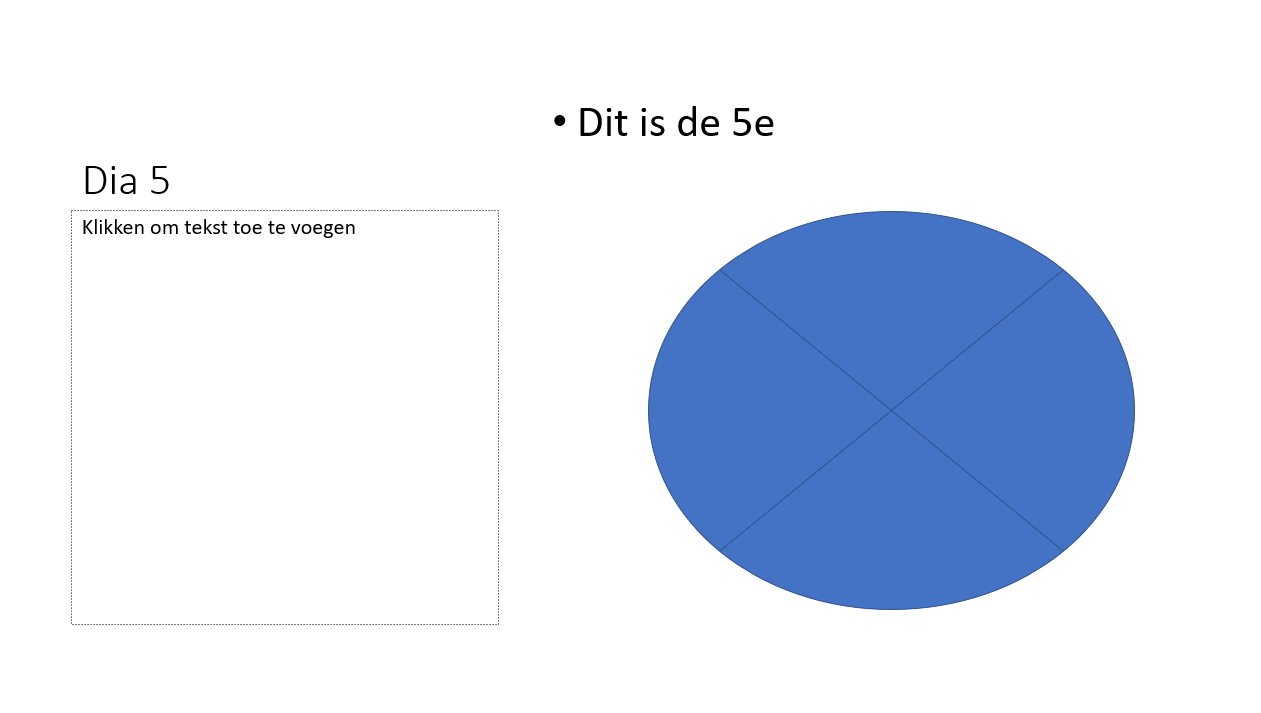 Dia 5
Klikken om tekst toe te voegen
• Dit is de 5e